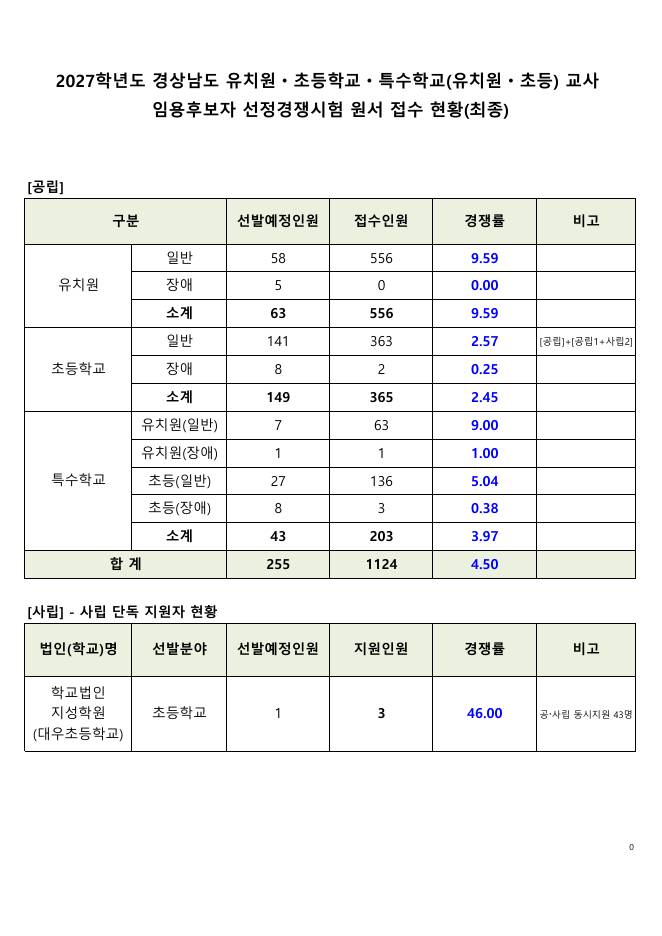 2027학년도 경상남도 유치원・초등학교・특수학교(유치원・초등) 교사
임용후보자 선정경쟁시험 원서 접수 현황(최종)
[공립]
구분 선발예정인원 접수인원 경쟁률 비고
유치원 일반 58 556 9.59
장애 5 0 0.00
소계 63 556 9.59
초등학교 일반 141 363 2.57 [공립]+[공립1+사립2]
장애 8 2 0.25
소계 149 365 2.45
특수학교 유치원(일반) 7 63 9.00
유치원(장애) 1 1 1.00
초등(일반) 27 136 5.04
초등(장애) 8 3 0.38
소계 43 203 3.97
합 계 255 1124 4.50
[사립] - 사립 단독 지원자 현황
법인(학교)명 선발분야 선발예정인원 지원인원 경쟁률 비고
학교법인
지성학원
(대우초등학교) 초등학교 1 3 46.00 공·사립 동시지원 43명
0